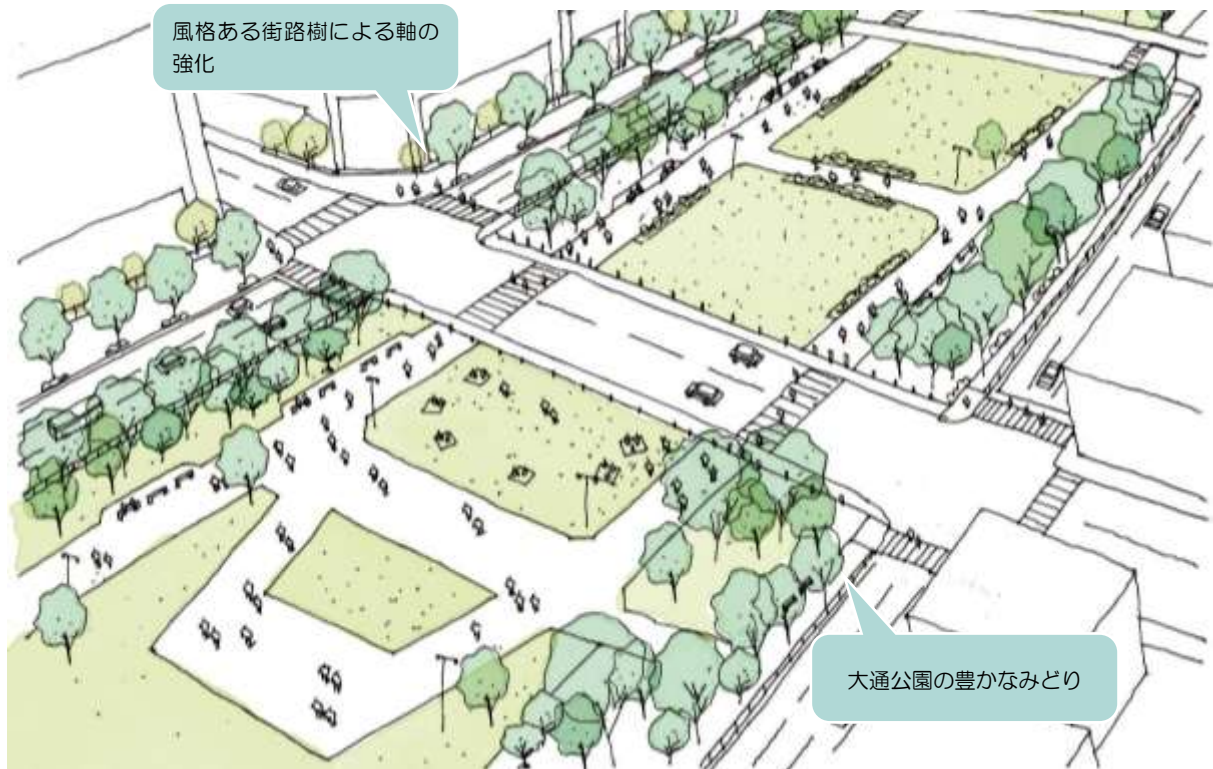 風格ある街路樹による軸の
強化
大通公園の豊かなみどり